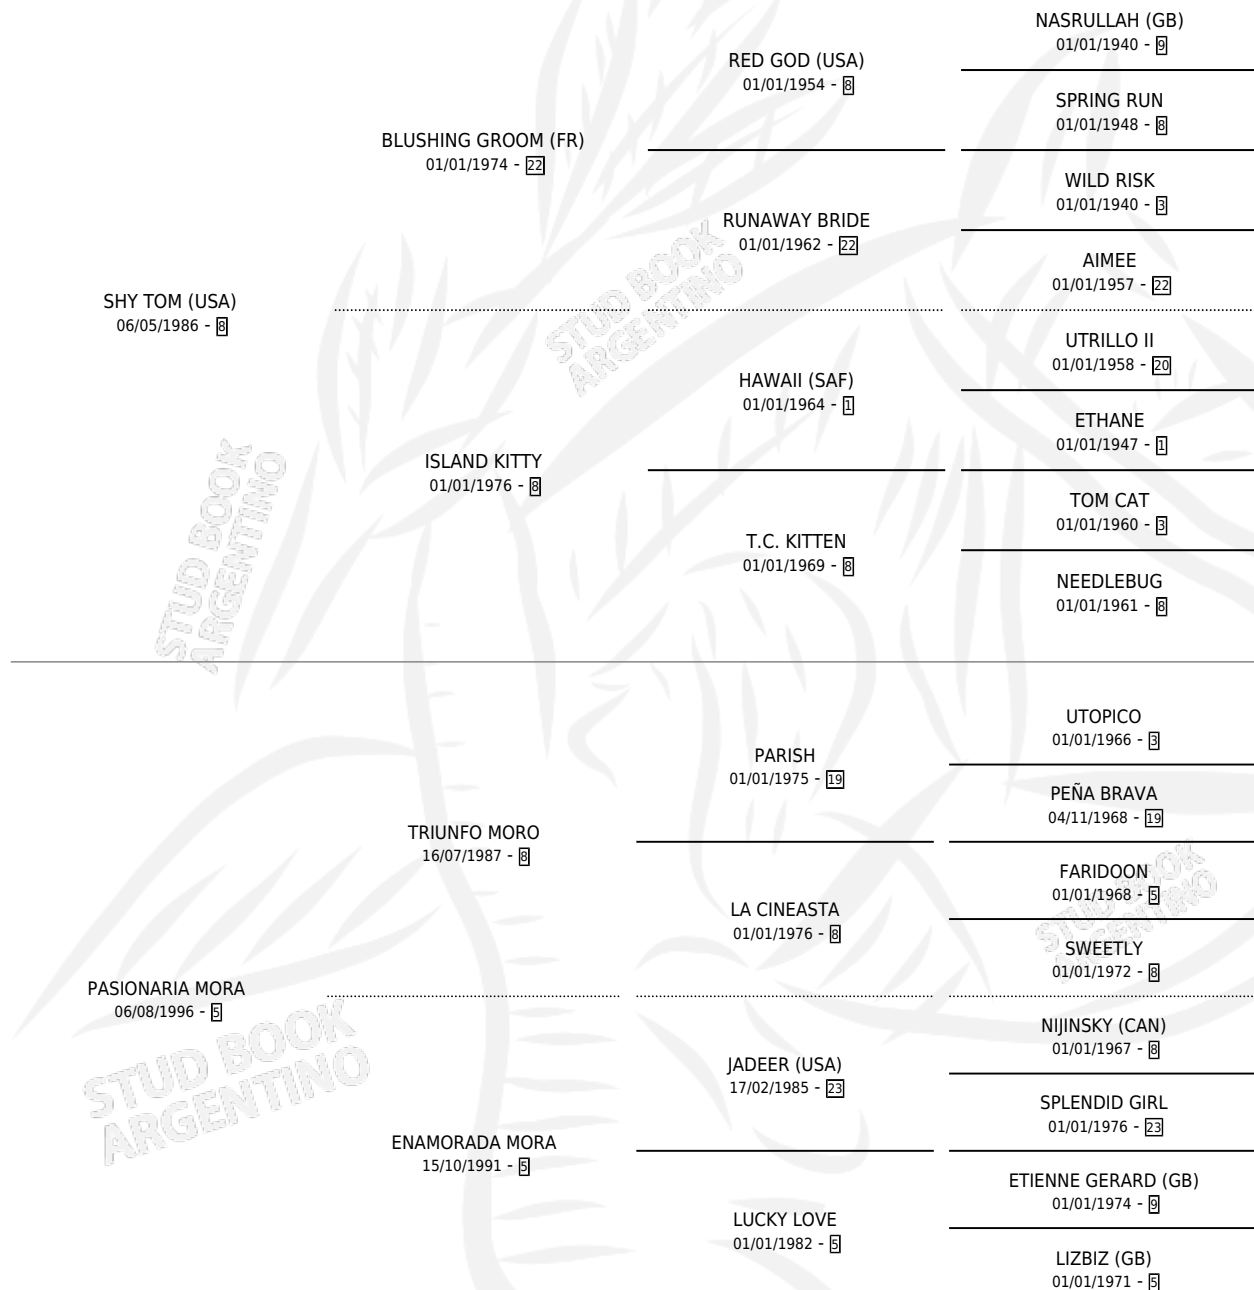 NASRULLAH (GB)
01/01/1940 - 9
RED GOD (USA)
01/01/1954 - 8
SPRING RUN
01/01/1948 - 8
BLUSHING GROOM (FR)
01/01/1974 - 22
WILD RISK
01/01/1940 - 3
RUNAWAY BRIDE
01/01/1962 - 22
AIMEE
01/01/1957 - 22
SHY TOM (USA)
06/05/1986 - 8
UTRILLO II
01/01/1958 - 20
HAWAII (SAF)
01/01/1964 - 1
ETHANE
01/01/1947 - 1
ISLAND KITTY
01/01/1976 - 8
TOM CAT
01/01/1960 - 3
T.C. KITTEN
01/01/1969 - 8
NEEDLEBUG
01/01/1961 - 8
UTOPICO
01/01/1966 - 3
PARISH
01/01/1975 - 19
PEÑA BRAVA
04/11/1968 - 19
TRIUNFO MORO
16/07/1987 - 8
FARIDOON
01/01/1968 - 5
LA CINEASTA
01/01/1976 - 8
SWEETLY
01/01/1972 - 8
PASIONARIA MORA
06/08/1996 - 5
NIJINSKY (CAN)
01/01/1967 - 8
JADEER (USA)
17/02/1985 - 23
SPLENDID GIRL
01/01/1976 - 23
ENAMORADA MORA
15/10/1991 - 5
ETIENNE GERARD (GB)
01/01/1974 - 9
LUCKY LOVE
01/01/1982 - 5
LIZBIZ (GB)
01/01/1971 - 5
STUD BOOK
ARGENTINO
STUD BOOK
ARGENTINO
STUD BOOK
ARGENTINO
STUD BOOK
ARGENTINO